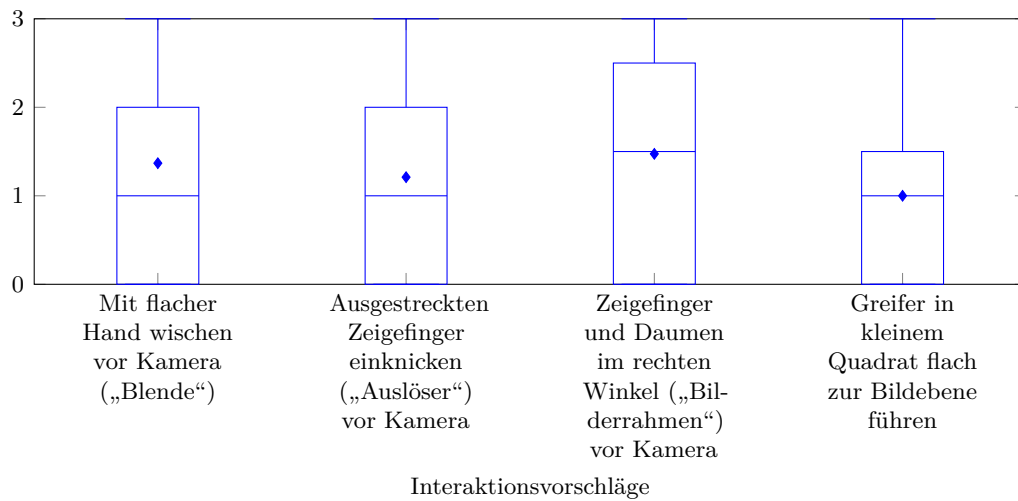 3
2
1
0
Mit flacher
Hand wischen
vor Kamera
(„Blende“)
Ausgestreckten
Zeigefinger
einknicken
(„Auslöser“)
vor Kamera
Zeigefinger
und Daumen
im rechten
Winkel („Bil-
derrahmen“)
vor Kamera
Greifer in
kleinem
Quadrat flach
zur Bildebene
führen
Interaktionsvorschläge